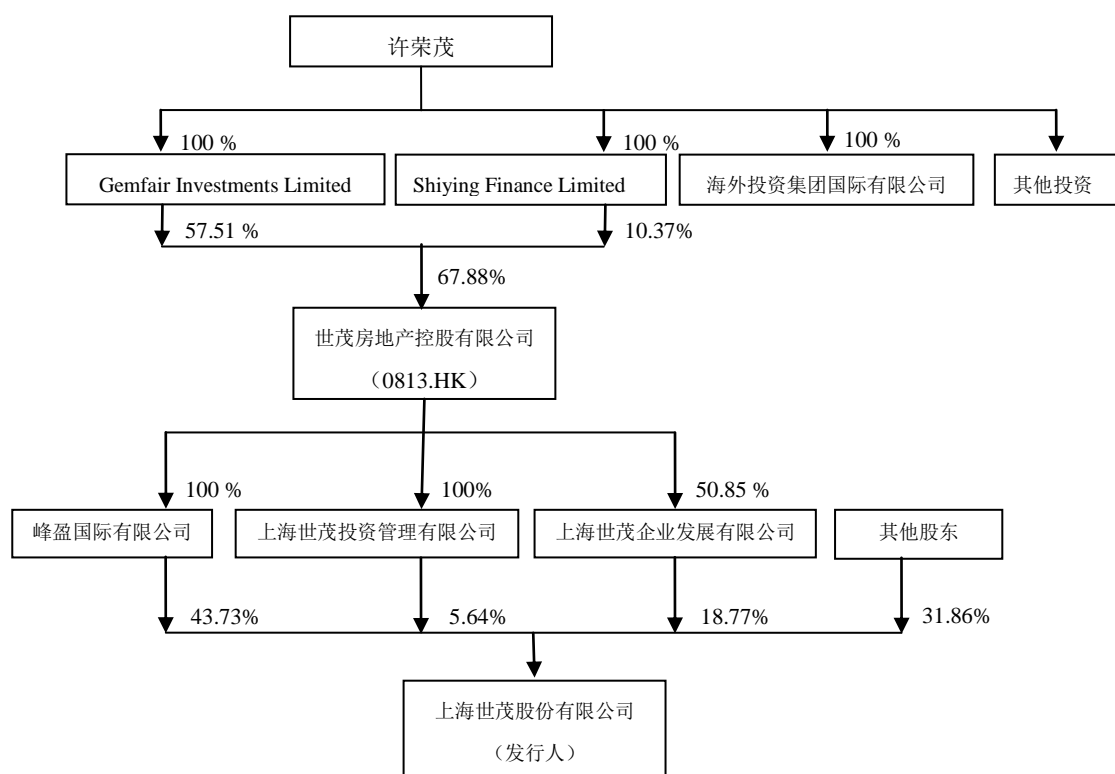 许荣茂
100 %
100 %
100 %
Gemfair Investments Limited
Shiying Finance Limited
海外投资集团国际有限公司
其他投资
57.51 %
10.37%
67.88%
世茂房地产控股有限公司
（0813.HK）
100 %
100%
50.85 %
峰盈国际有限公司
上海世茂投资管理有限公司
上海世茂企业发展有限公司
其他股东
43.73%
5.64%
18.77%
31.86%
上海世茂股份有限公司
（发行人）